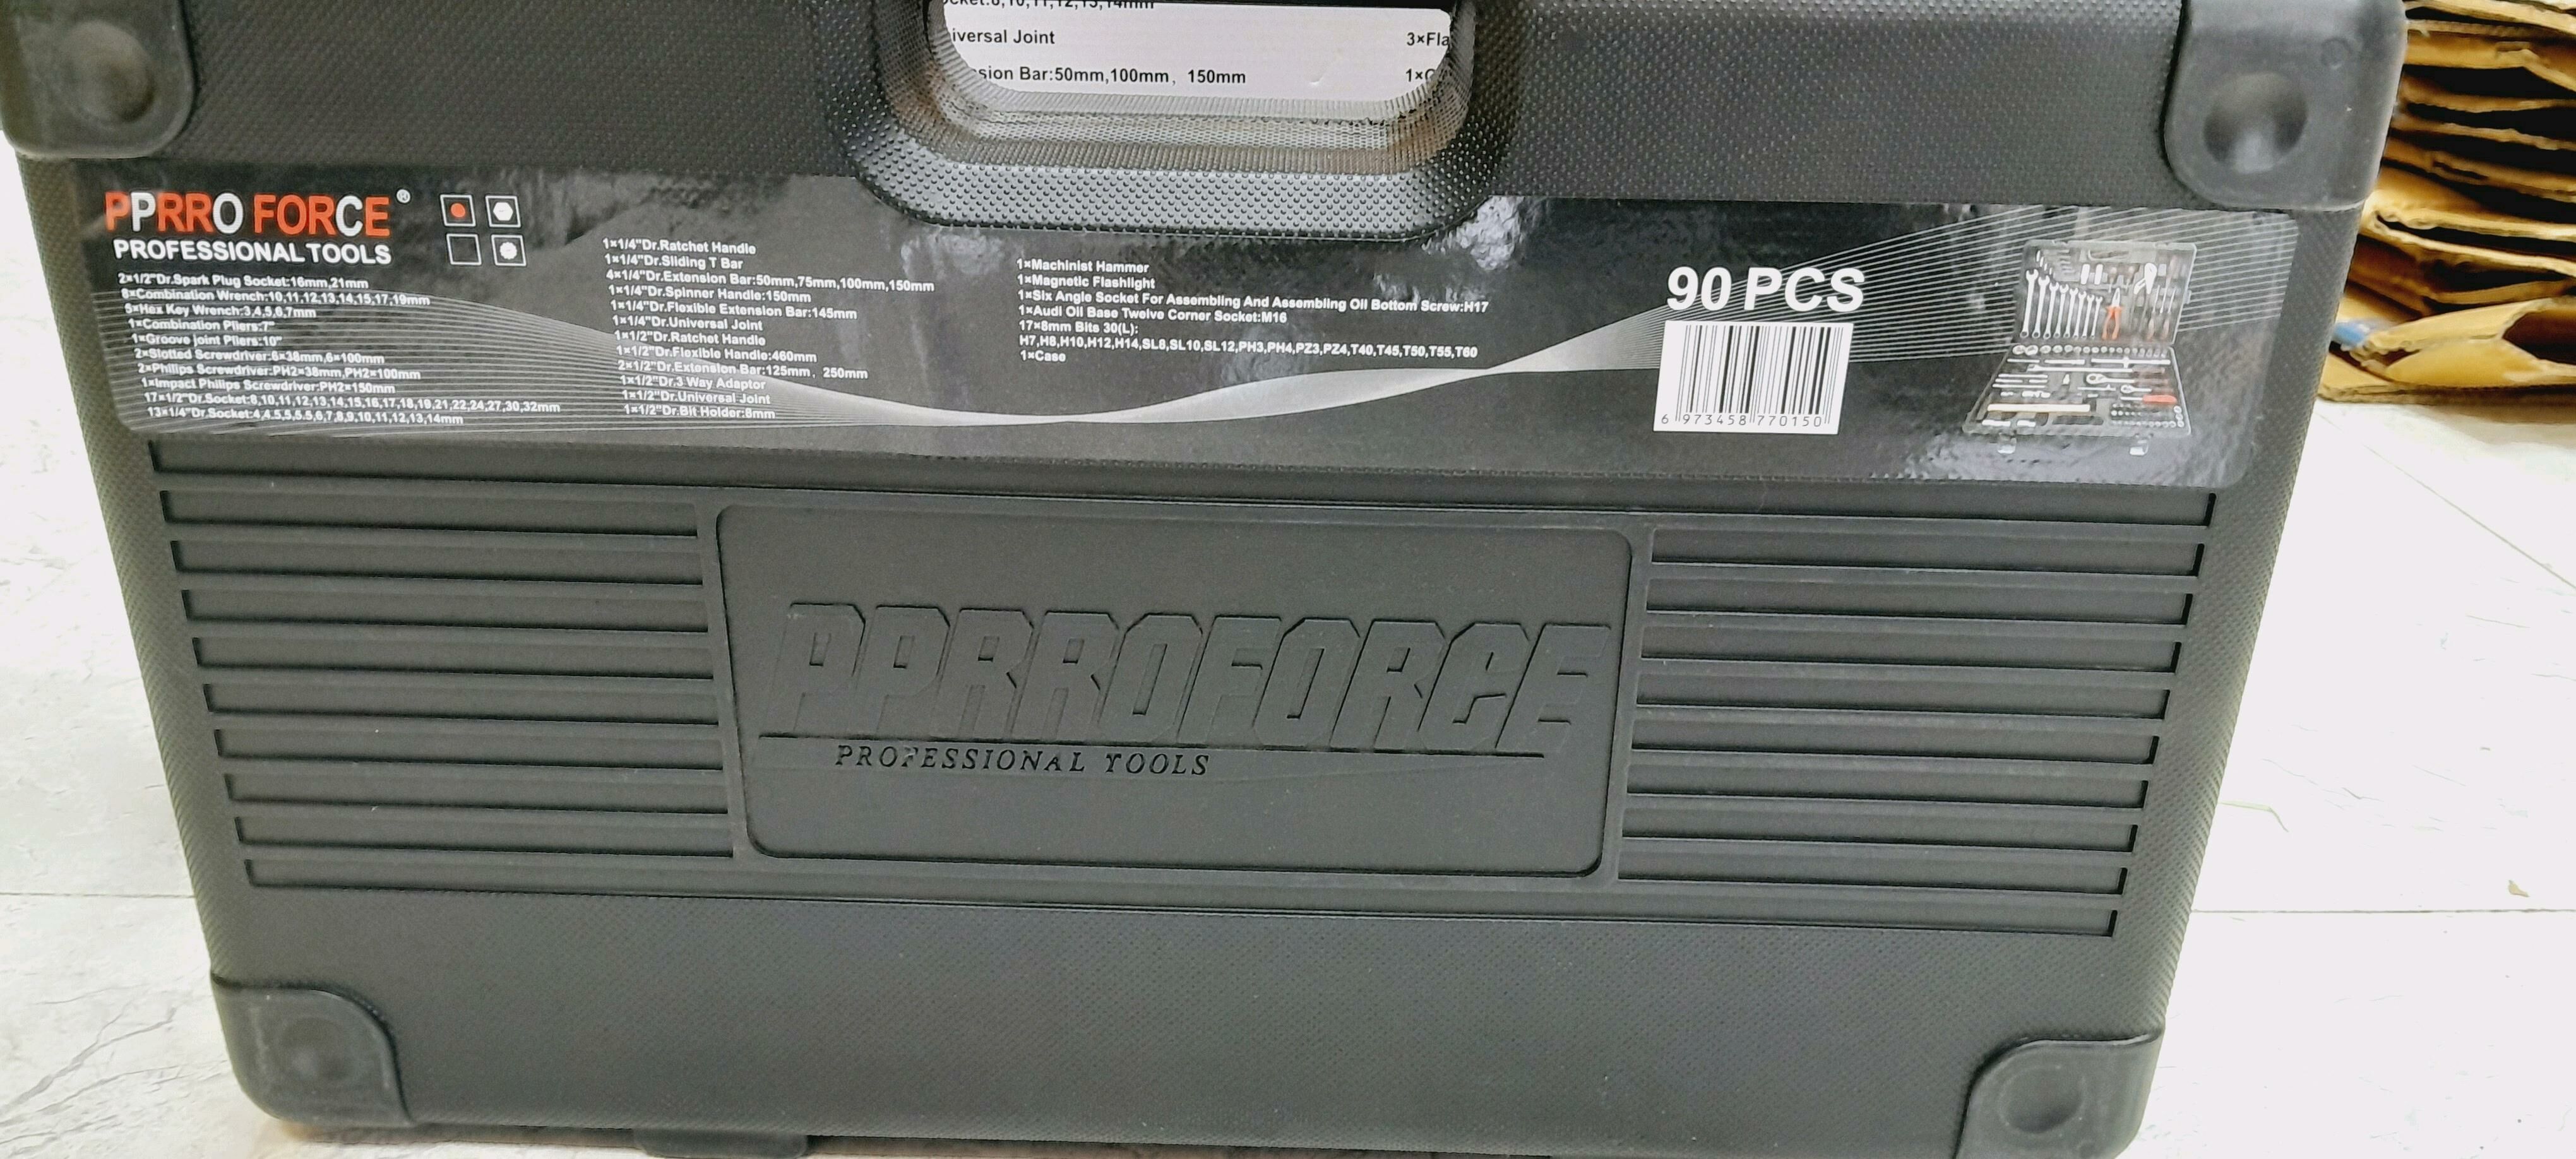 ocket:8,10,11,12,13,14mm
iversal Joint
3×Fla
sion Bar:50mm,100mm, 150mm
1×C
PPRRO FORCE®
PROFESSIONAL TOOLS
2×1/2"Dr.Spark Plug Socket:16mm,21mm
8×Combination Wrench:10,11,12,13,14,15,17,19mm
5×Hex Key Wrench:3,4,5,6,7mm
1×Combination Pliers:7"
1×Groove joint Pliers:10"
2×Slotted Screwdriver:6×38mm,6×100mm
2×Philips Screwdriver:PH2×38mm,PH2×100mm
1×Impact Philips Screwdriver:PH2×150mm
17×1/2"Dr.Socket:8,10,11,12,13,14,15,16,17,18,19,21,22,24,27,30,32mm
13×1/4"Dr.Socket:4,4.5,5,5.5,6,7,8,9,10,11,12,13,14mm
1×1/4"Dr.Ratchet Handle
1×1/4"Dr.Sliding T Bar
4×1/4"Dr.Extension Bar:50mm,75mm,100mm,150mm
1×1/4"Dr.Spinner Handle:150mm
1×1/4"Dr.Flexible Extension Bar:145mm
1×1/4"Dr.Universal Joint
1×1/2"Dr.Ratchet Handle
1×1/2"Dr.Flexible Handle:460mm
2×1/2"Dr.Extension Bar:125mm, 250mm
1×1/2"Dr.3 Way Adaptor
1×1/2"Dr.Universal Joint
1×1/2"Dr.Bit Holder:8mm
1×Machinist Hammer
1×Magnetic Flashlight
1×Six Angle Socket For Assembling And Assembling Oil Bottom Screw:H17
1×Audi Oil Base Twelve Corner Socket:M16
17×8mm Bits 30(L):
H7,H8,H10,H12,H14,SL8,SL10,SL12,PH3,PH4,PZ3,PZ4,T40,T45,T50,T55,T60
1×Case
90 PCS
6 973458 770150
PPRROFORCE
PROFESSIONAL TOOLS